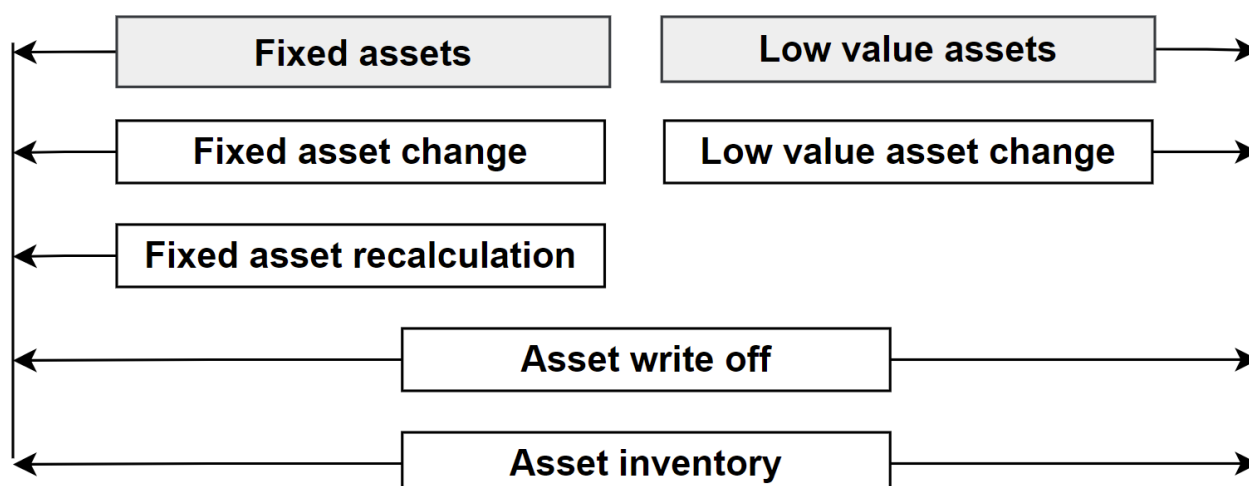 Fixed assets
Low value assets
Fixed asset change
Low value asset change
Fixed asset recalculation
Asset write off
Asset inventory